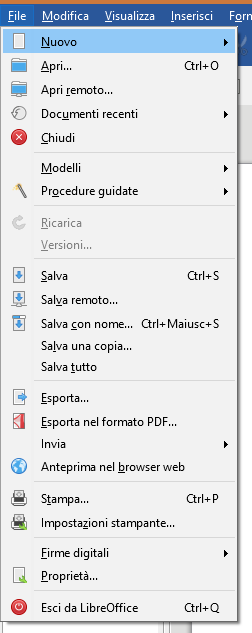 File Modifica Visualizza Inserisci Forn
Nuovo
Apri... Ctrl+O
Apri remoto...
Documenti recenti
Chiudi
Modelli
Procedure guidate
Ricarica
Versioni...
Salva Ctrl+S
Salva remoto...
Salva con nome... Ctrl+Maiusc+S
Salva una copia...
Salva tutto
Esporta...
Esporta nel formato PDF...
Invia
Anteprima nel browser web
Stampa... Ctrl+P
Impostazioni stampante...
Firme digitali
Proprietà...
Esci da LibreOffice Ctrl+Q